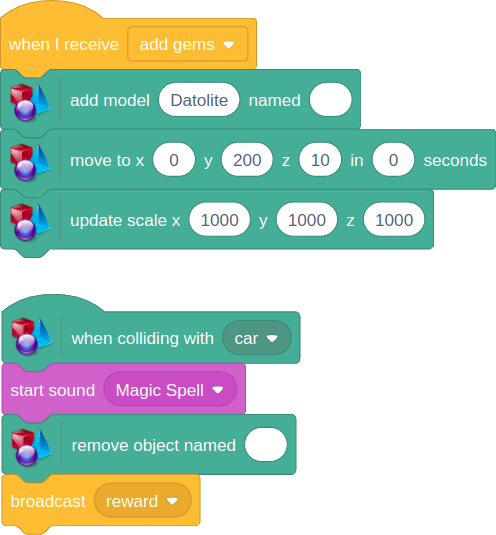 when I receive add gems
add model Datolite named
move to x 0 y 200 z 10 in 0 seconds
update scale x 1000 y 1000 z 1000
when colliding with car
start sound Magic Spell
remove object named
broadcast reward